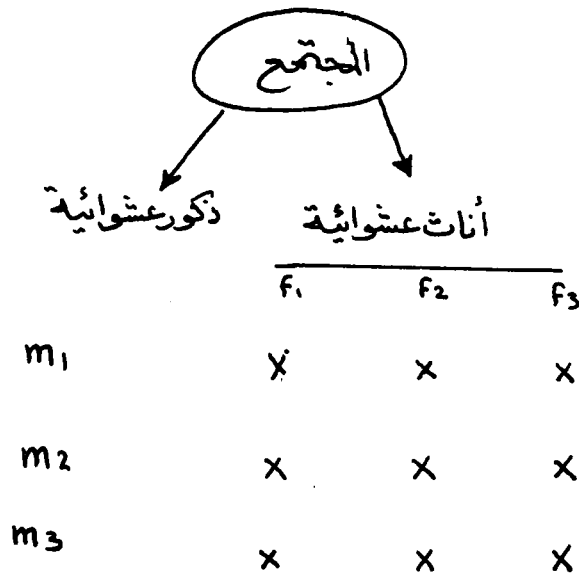 المجتمع
ذكور عشوائية أناث عشوائية
f1 f2 f3
m1 x x x
m2 x x x
m3 x x x